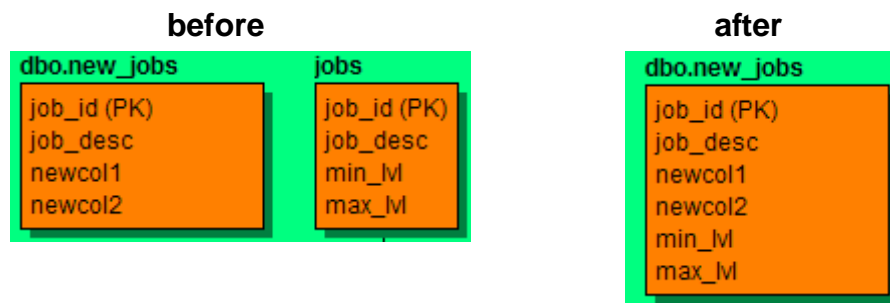 before
after
dbo.new_jobs
job_id (PK)
job_desc
newcol1
newcol2
jobs
job_id (PK)
job_desc
min_lvl
max_lvl
dbo.new_jobs
job_id (PK)
job_desc
newcol1
newcol2
min_lvl
max_lvl